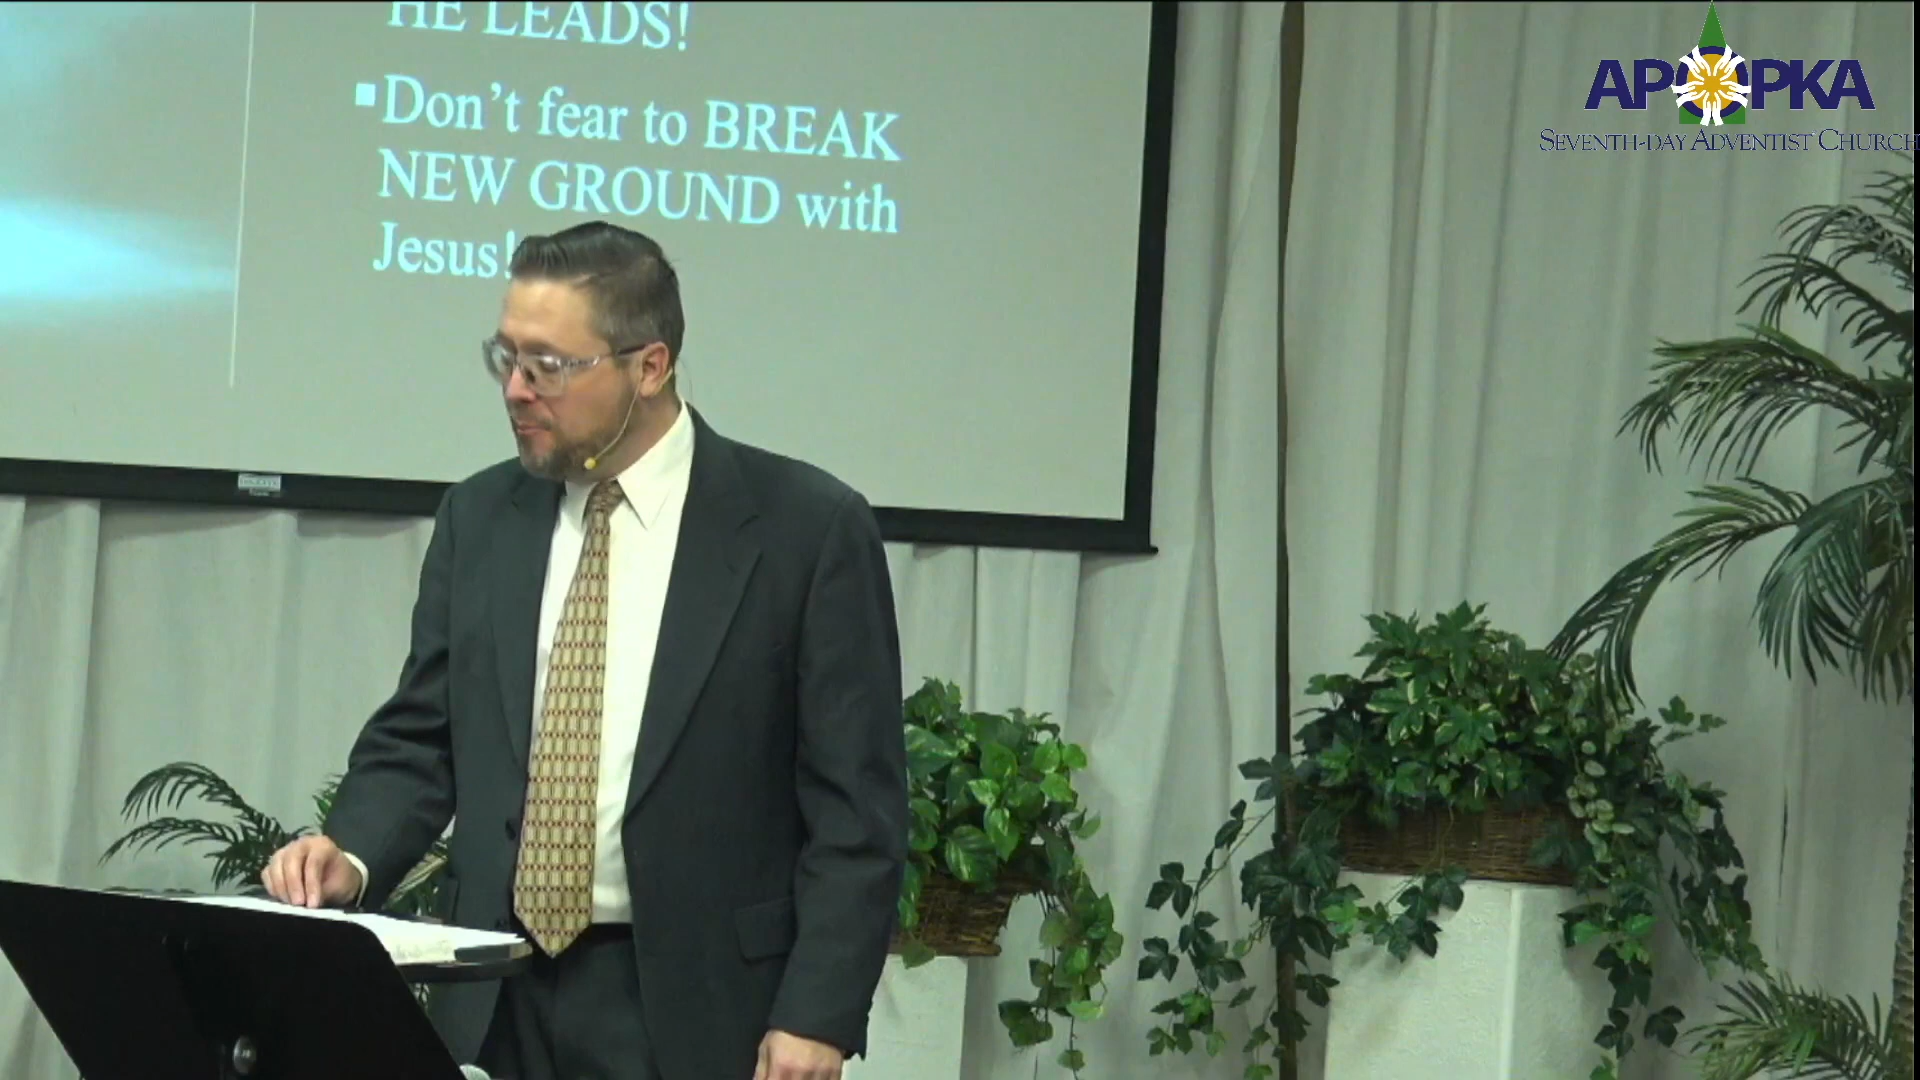 HE LEADS!
Don't fear to BREAK
NEW GROUND with
Jesus!
APOPKA
SEVENTH-DAY ADVENTIST CHURCH